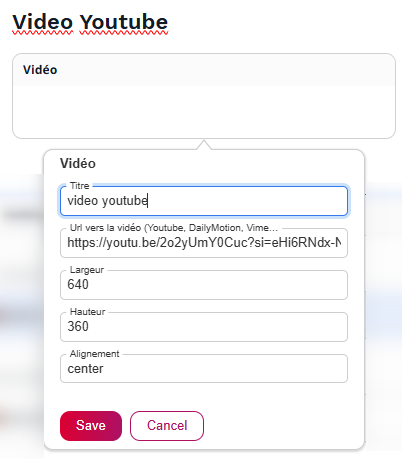 Video Youtube
Vidéo
Vidéo
Titre
video youtube
Url vers la vidéo (Youtube, DailyMotion, Vime...
https://youtu.be/2o2yUmY0Cuc?si=eHi6RNdx-N
Largeur
640
Hauteur
360
Alignement
center
Save Cancel